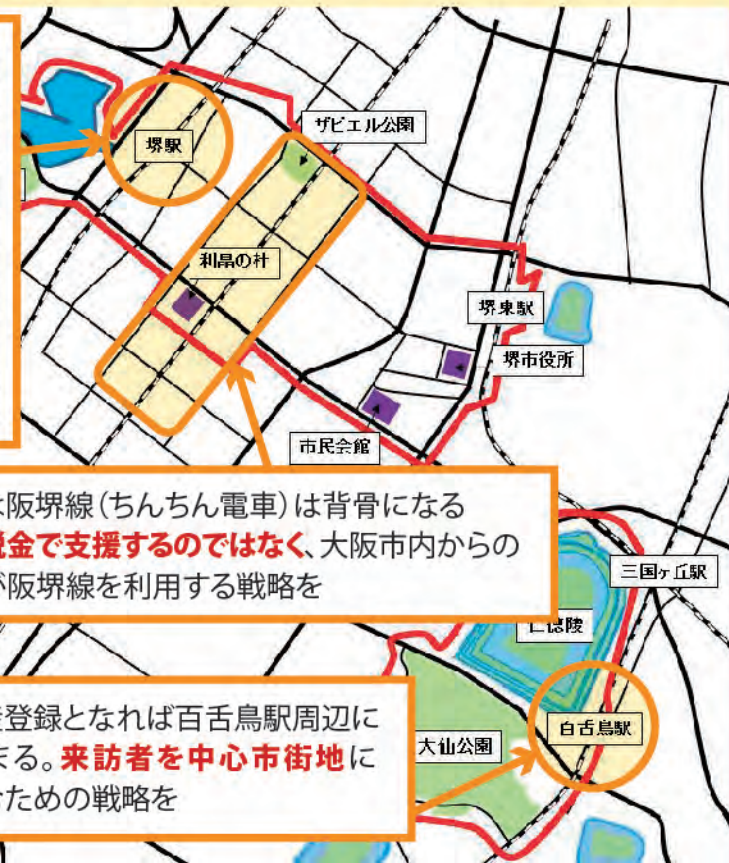 堺駅
ザビエル公園
利晶の杜
堺東駅
堺市役所
市民会館
は阪堺線（ちんちん電車）は背骨になる
税金で支援するのではなく、大阪市内からの
が阪堺線を利用する戦略を
三国ヶ丘駅
仁徳陵
産登録となれば百舌鳥駅周辺に
まる。来訪者を中心市街地に
ための戦略を
大仙公園
百舌鳥駅